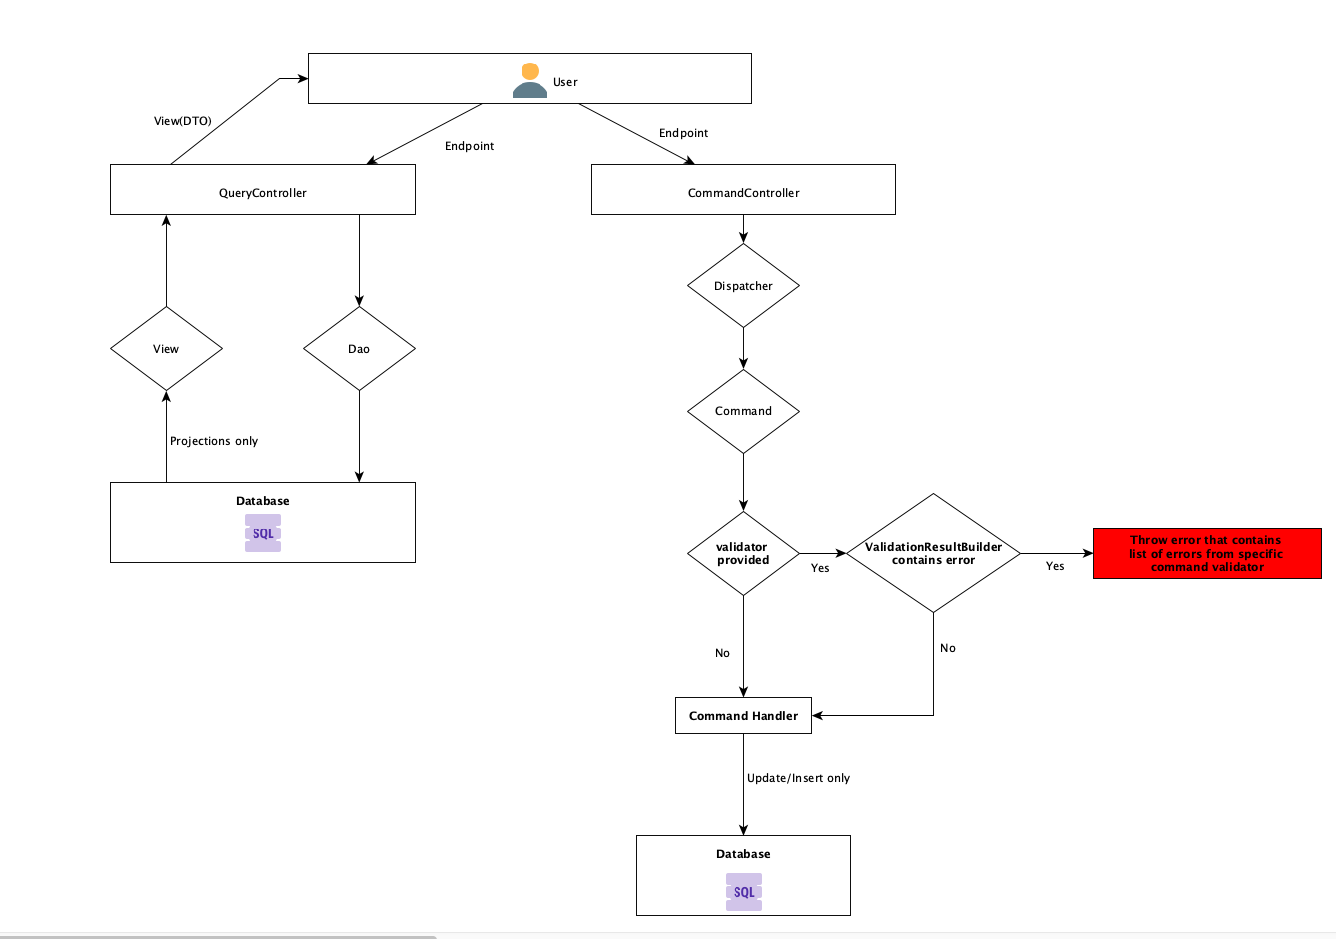 User
View(DTO)
Endpoint
Endpoint
QueryController
CommandController
Dispatcher
View
Dao
Command
Projections only
Database
SQL
validator
provided
Yes
ValidationResultBuilder
contains error
Yes
Throw error that contains
list of errors from specific
command validator
No
No
Command Handler
Update/Insert only
Database
SQL